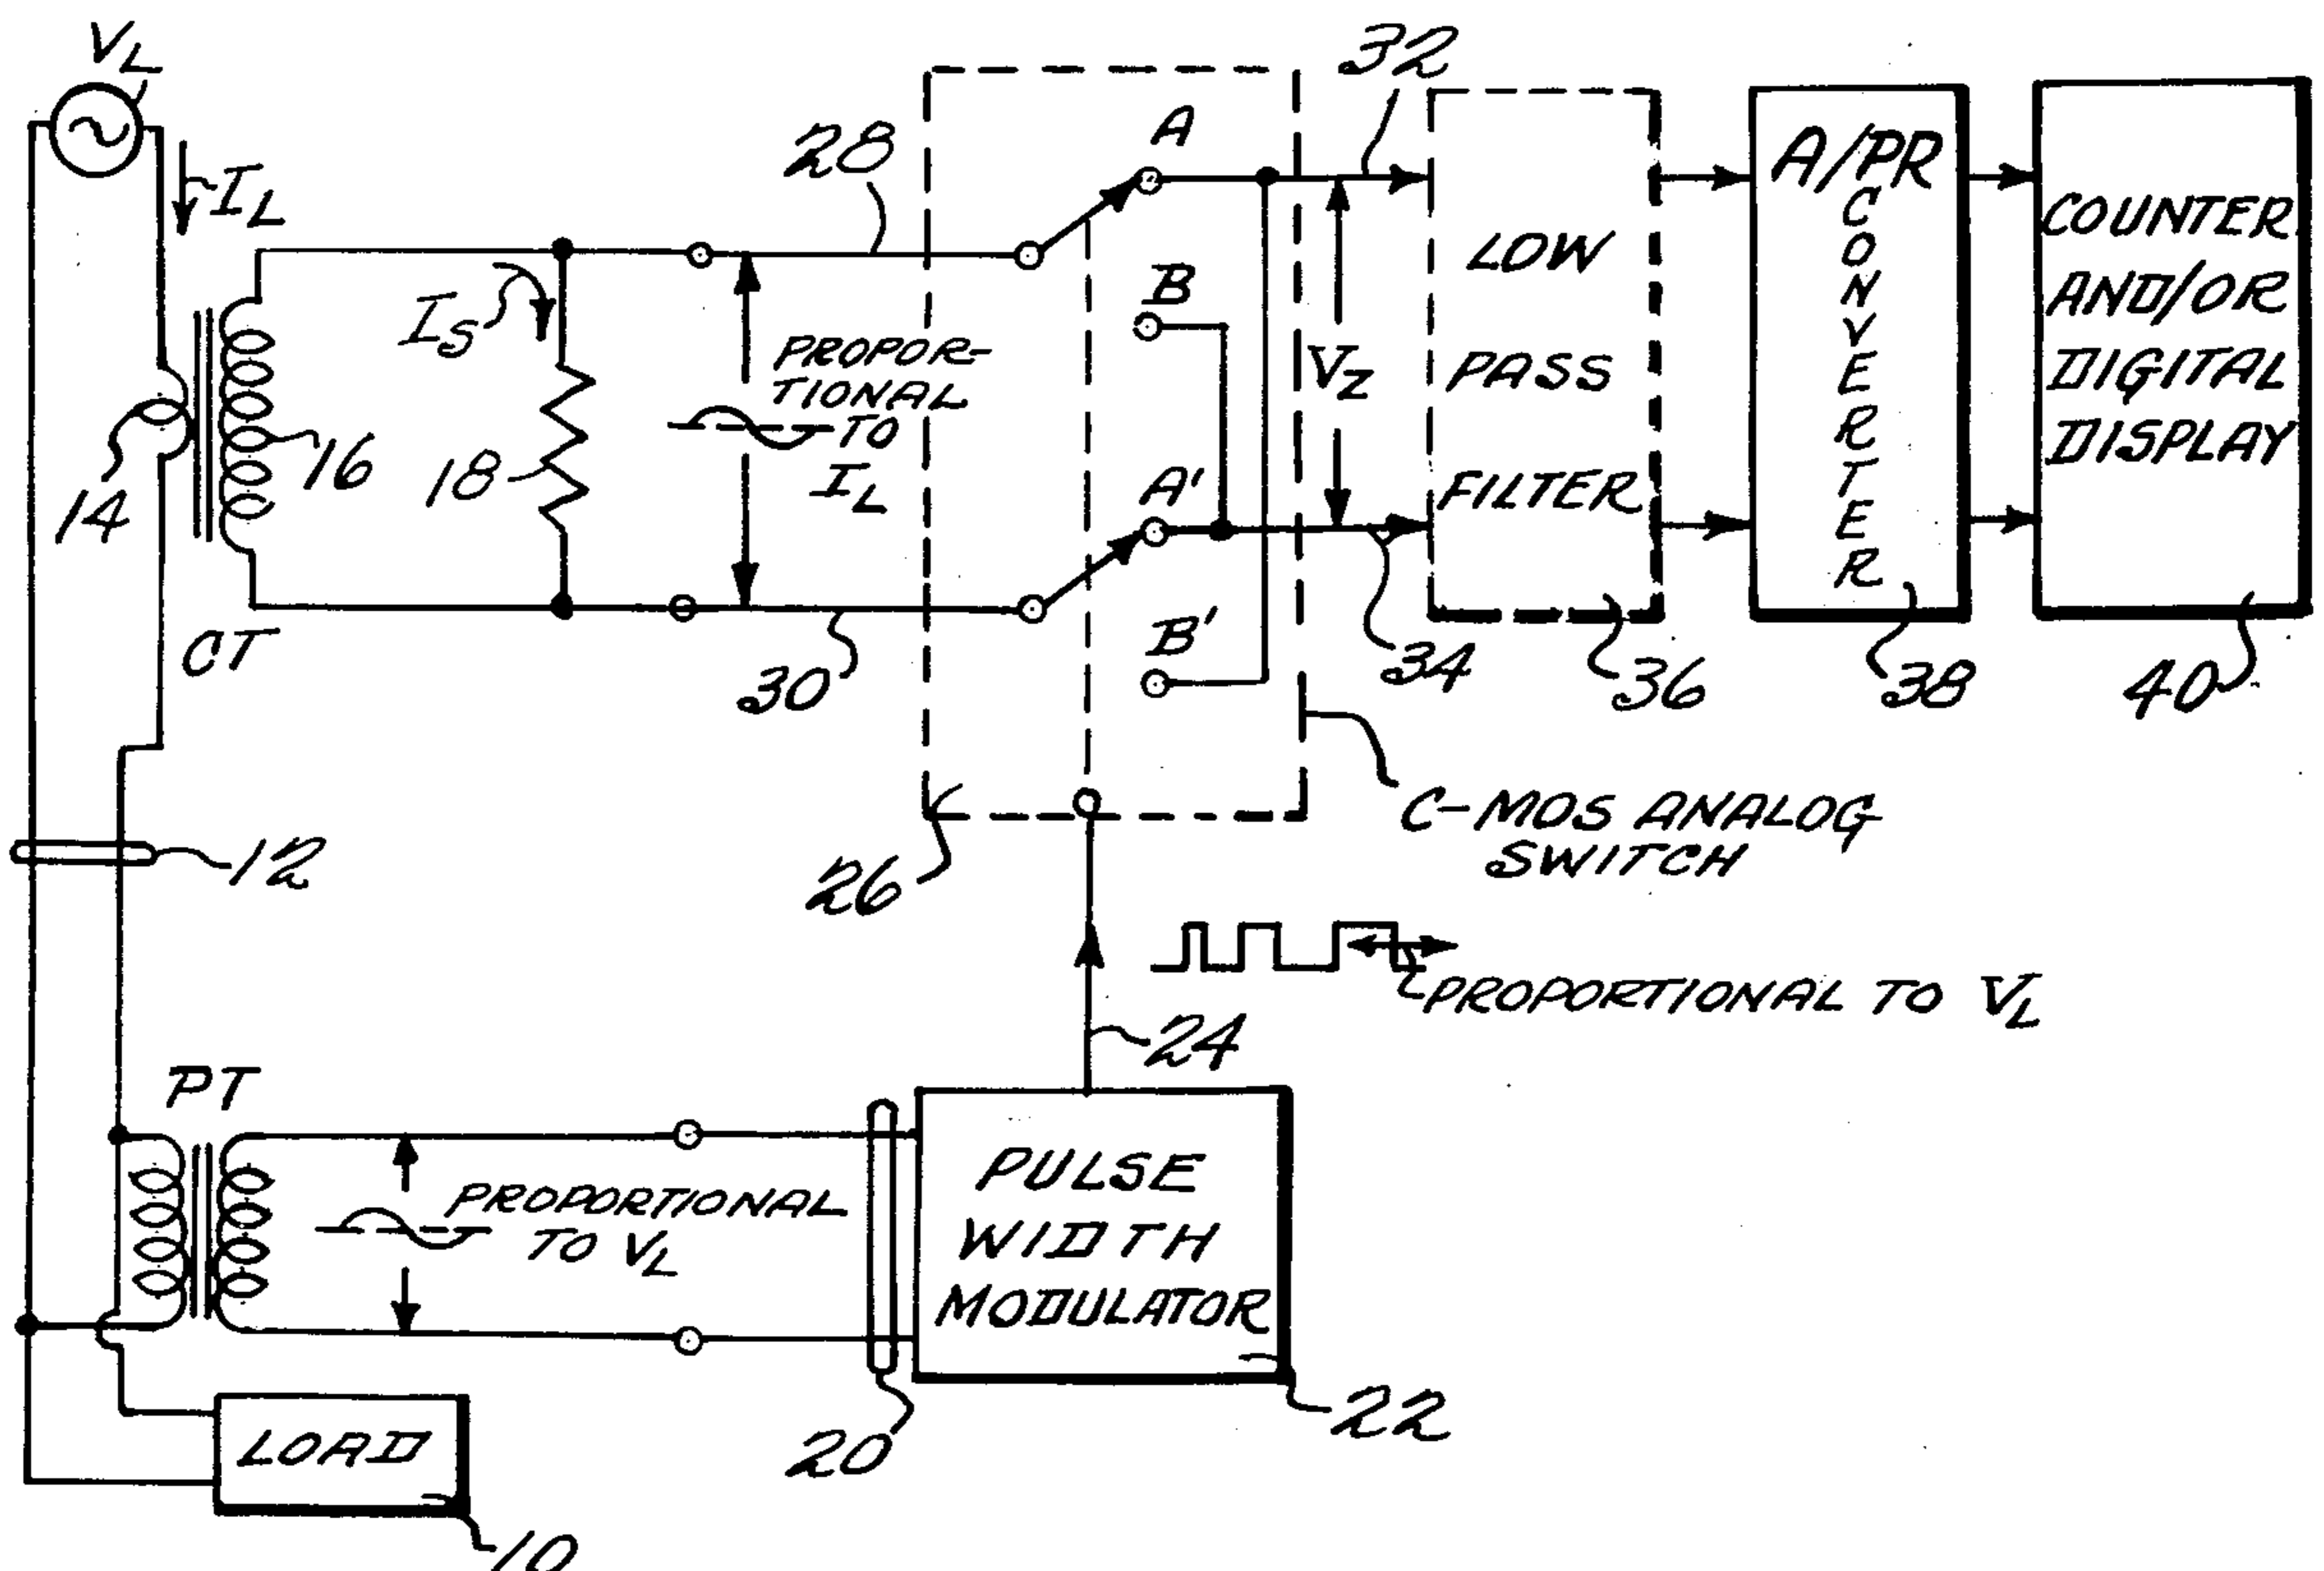 VL
IL
28
A
32
B
IS
PROPOR-
TIONAL
TO
IL
16
18
14
CT
30
A'
B'
VZ
34
LOW
PASS
FILTER
36
A/PR
CONVERTER
38
COUNTER
AND/OR
DIGITAL
DISPLAY
40
C-MOS ANALOG
SWITCH
26
12
PROPORTIONAL TO VL
24
PT
PROPORTIONAL
TO VL
20
PULSE
WIDTH
MODULATOR
22
LOAD
10